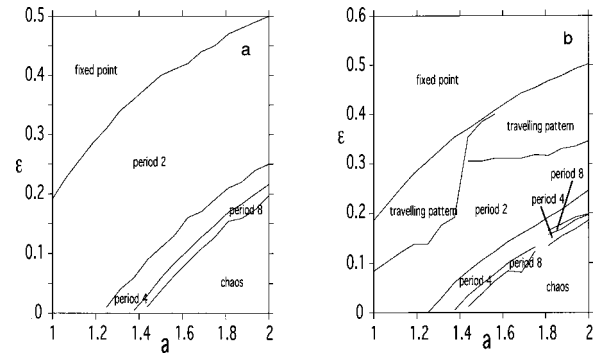 0.5
0.4
0.3
0.2
0.1
0
ε
a
fixed point
period 2
period 8
period 4
chaos
1
1.2
1.4
1.6
1.8
2
a
0.6
0.5
0.4
0.3
0.2
0.1
0
ε
b
fixed point
travelling pattern
period 8
period 4
travelling pattern
period 2
period 4
period 8
chaos
1
1.2
1.4
1.6
1.8
2
a